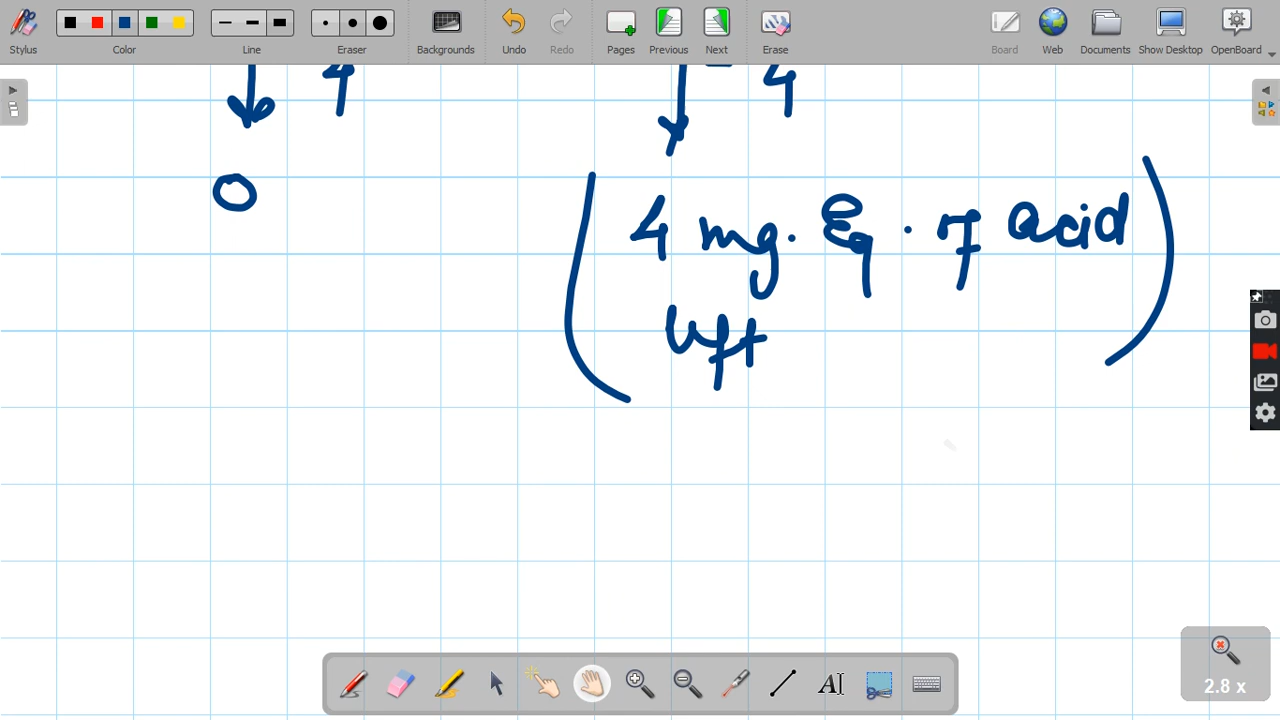 Stylus Color Line Eraser Backgrounds Undo Redo Pages Previous Next Erase Board Web Documents Show Desktop OpenBoard
4 - 4
0
(4 mg. Eq. of acid
left)
AI
2.8 x